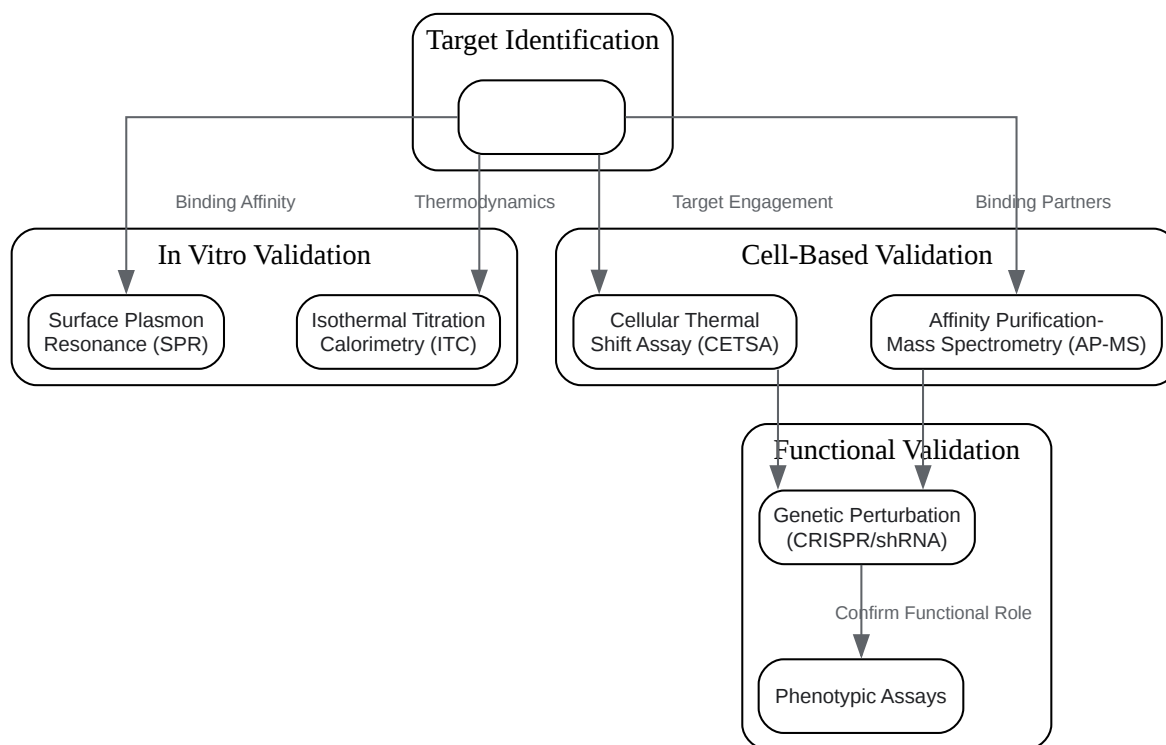 Target Identification
Binding Affinity
Thermodynamics
Target Engagement
Binding Partners
In Vitro Validation
Cell-Based Validation
Surface Plasmon
Resonance (SPR)
Isothermal Titration
Calorimetry (ITC)
Cellular Thermal
Shift Assay (CETSA)
Affinity Purification-
Mass Spectrometry (AP-MS)
Functional Validation
Genetic Perturbation
(CRISPR/shRNA)
Confirm Functional Role
Phenotypic Assays